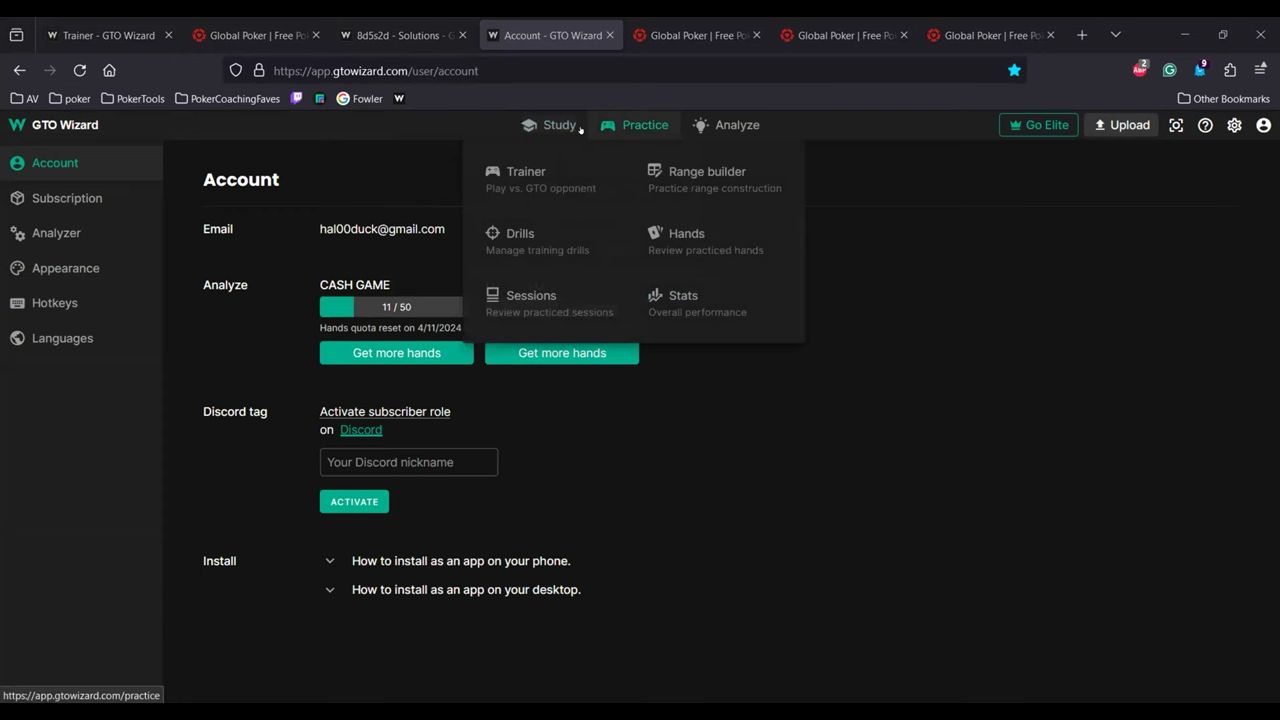 Trainer - GTO Wizard
Global Poker | Free Po
8d5s2d - Solutions - G
Account - GTO Wizard
Global Poker | Free Po
Global Poker | Free Po
Global Poker | Free Po
https://app.gtowizard.com/user/account
2
9
AV
poker
PokerTools
PokerCoachingFaves
Fowler
Other Bookmarks
GTO Wizard
Study
Practice
Analyze
Go Elite
Upload
Account
Subscription
Analyzer
Appearance
Hotkeys
Languages
Trainer
Play vs. GTO opponent
Range builder
Practice range construction
Drills
Manage training drills
Hands
Review practiced hands
Sessions
Review practiced sessions
Stats
Overall performance
Account
Email
hal00duck@gmail.com
Analyze
CASH GAME
11 / 50
Hands quota reset on 4/11/2024
Get more hands
Get more hands
Discord tag
Activate subscriber role
on Discord
Your Discord nickname
ACTIVATE
Install
How to install as an app on your phone.
How to install as an app on your desktop.
https://app.gtowizard.com/practice